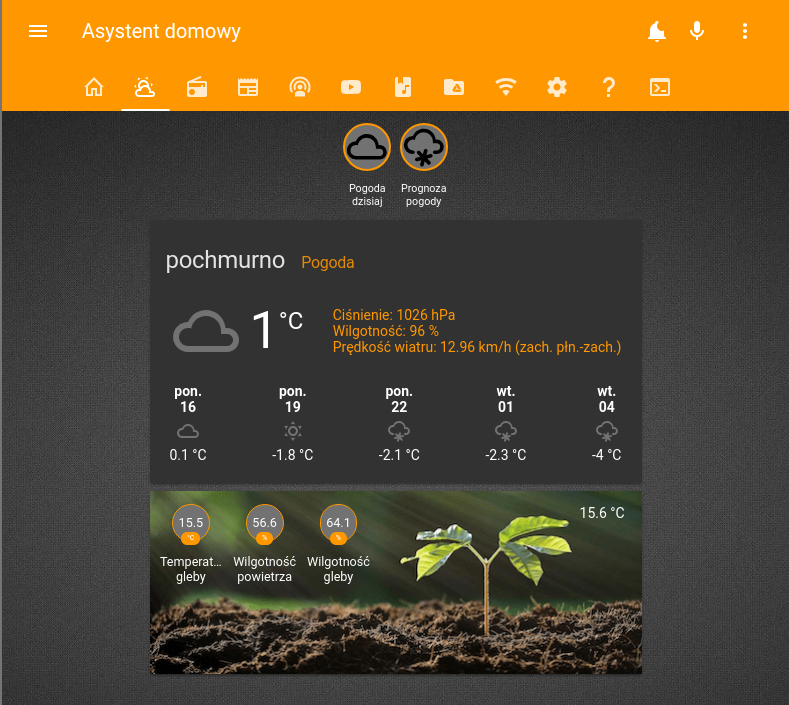 Asystent domowy
Pogoda dzisiaj
Prognoza pogody
pochmurno Pogoda
1 °C
Ciśnienie: 1026 hPa
Wilgotność: 96 %
Prędkość wiatru: 12.96 km/h (zach. płn.-zach.)
pon. pon. pon. wt. wt.
16 19 22 01 04
0.1 °C -1.8 °C -2.1 °C -2.3 °C -4 °C
15.6 °C
15.5 56.6 64.1
°C % %
Temperat… Wilgotność Wilgotność
gleby powietrza gleby